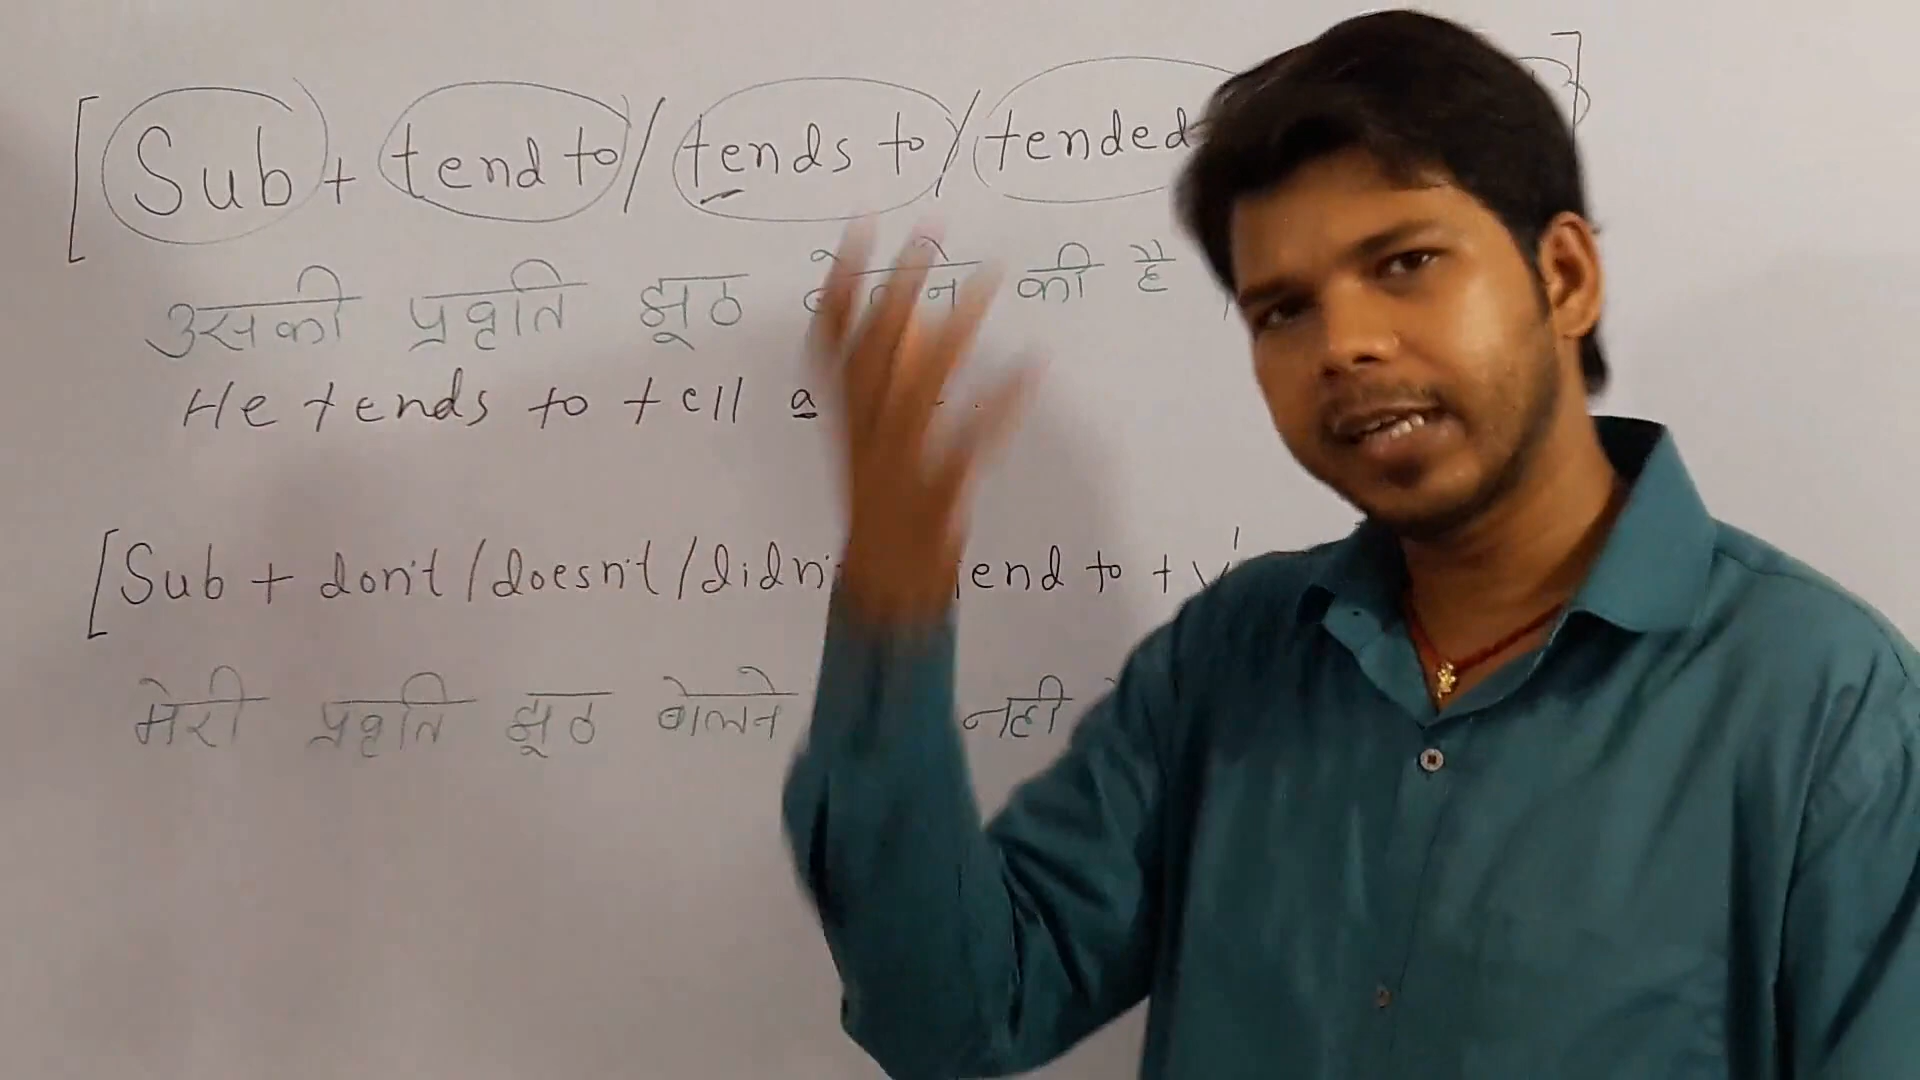 [Sub + tend to / tends to / tended ]
उसकी प्रवृति झूठ की है
He tends to tell a
[Sub + don't / doesn't / didn' tend to + v'
मेरी प्रवृति झूठ बोलने नही